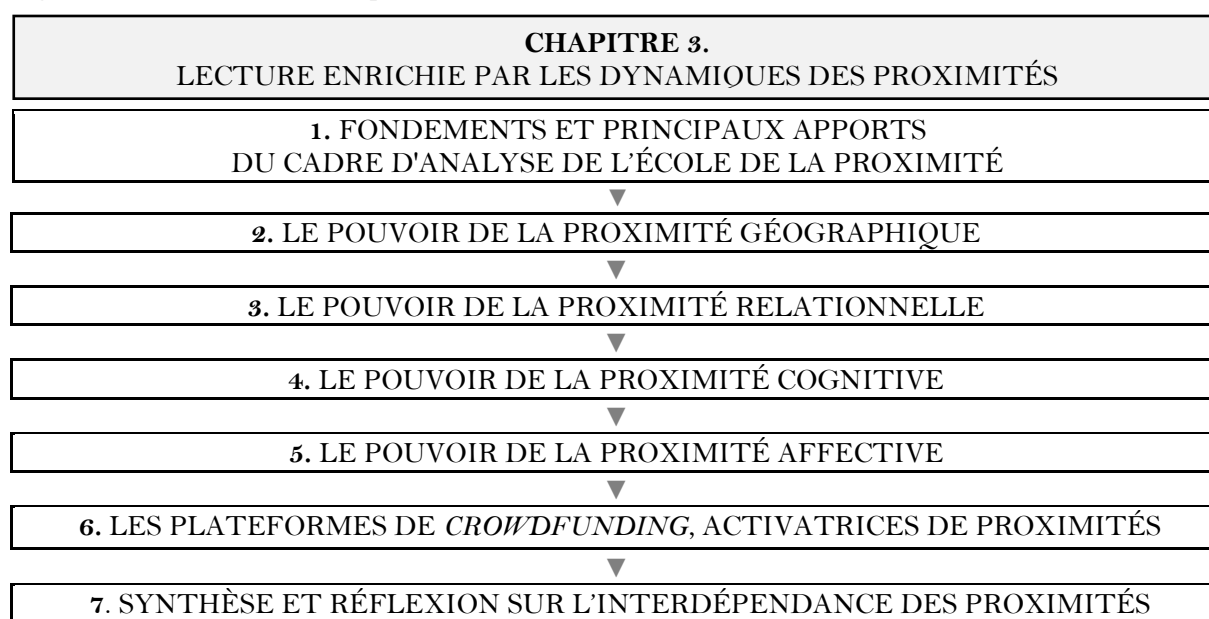 CHAPITRE 3.
LECTURE ENRICHIE PAR LES DYNAMIQUES DES PROXIMITÉS
1. FONDEMENTS ET PRINCIPAUX APPORTS
DU CADRE D'ANALYSE DE L’ÉCOLE DE LA PROXIMITÉ
2. LE POUVOIR DE LA PROXIMITÉ GÉOGRAPHIQUE
3. LE POUVOIR DE LA PROXIMITÉ RELATIONNELLE
4. LE POUVOIR DE LA PROXIMITÉ COGNITIVE
5. LE POUVOIR DE LA PROXIMITÉ AFFECTIVE
6. LES PLATEFORMES DE CROWDFUNDING, ACTIVATRICES DE PROXIMITÉS
7. SYNTHÈSE ET RÉFLEXION SUR L’INTERDÉPENDANCE DES PROXIMITÉS